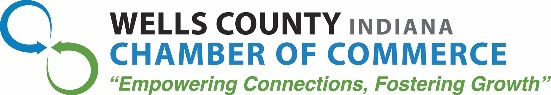 WELLS COUNTY INDIANA
CHAMBER OF COMMERCE
“Empowering Connections, Fostering Growth”